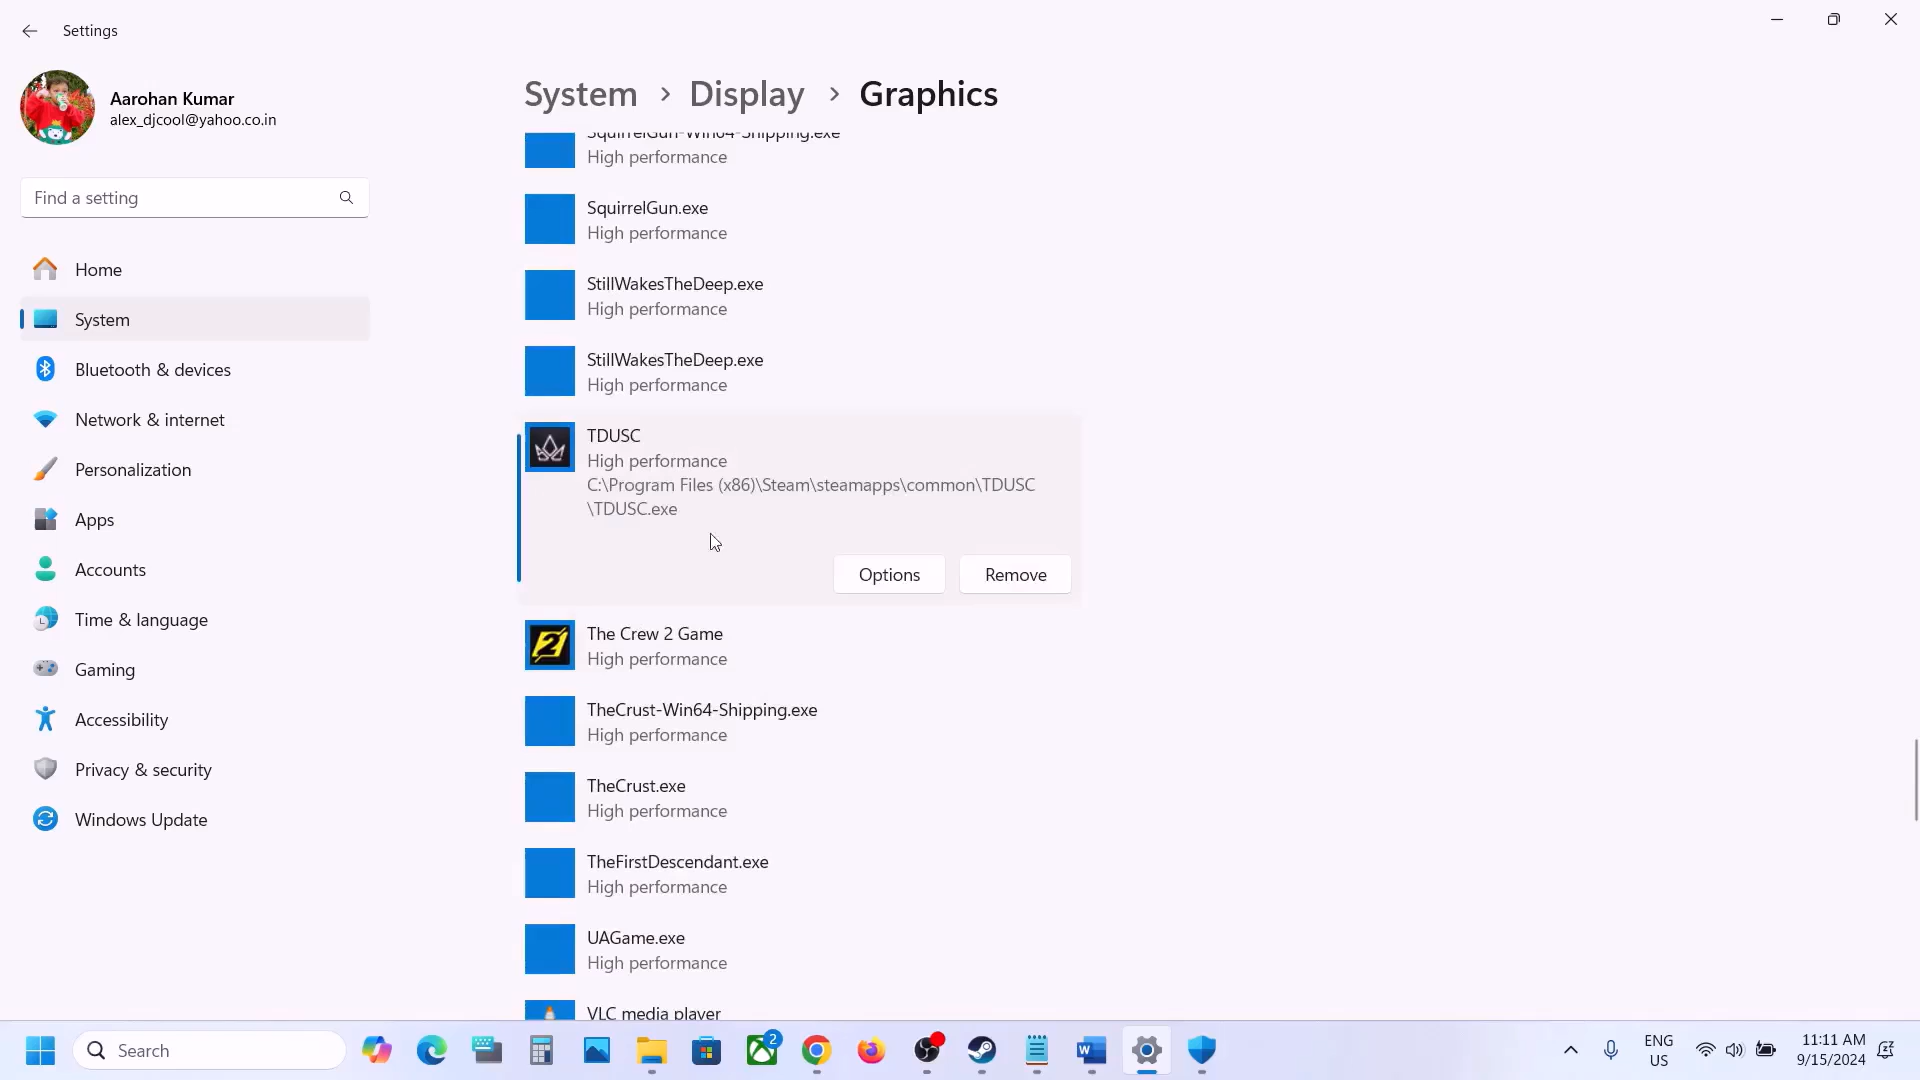 Settings
Aarohan Kumar
alex_djcool@yahoo.co.in
Find a setting
Home
System
Bluetooth & devices
Network & internet
Personalization
Apps
Accounts
Time & language
Gaming
Accessibility
Privacy & security
Windows Update
System > Display > Graphics
SquirrelGun-Win64-Shipping.exe
High performance
SquirrelGun.exe
High performance
StillWakesTheDeep.exe
High performance
StillWakesTheDeep.exe
High performance
TDUSC
High performance
C:\Program Files (x86)\Steam\steamapps\common\TDUSC
\TDUSC.exe
Options
Remove
The Crew 2 Game
High performance
TheCrust-Win64-Shipping.exe
High performance
TheCrust.exe
High performance
TheFirstDescendant.exe
High performance
UAGame.exe
High performance
VLC media player
Search
2
ENG
US
11:11 AM
9/15/2024